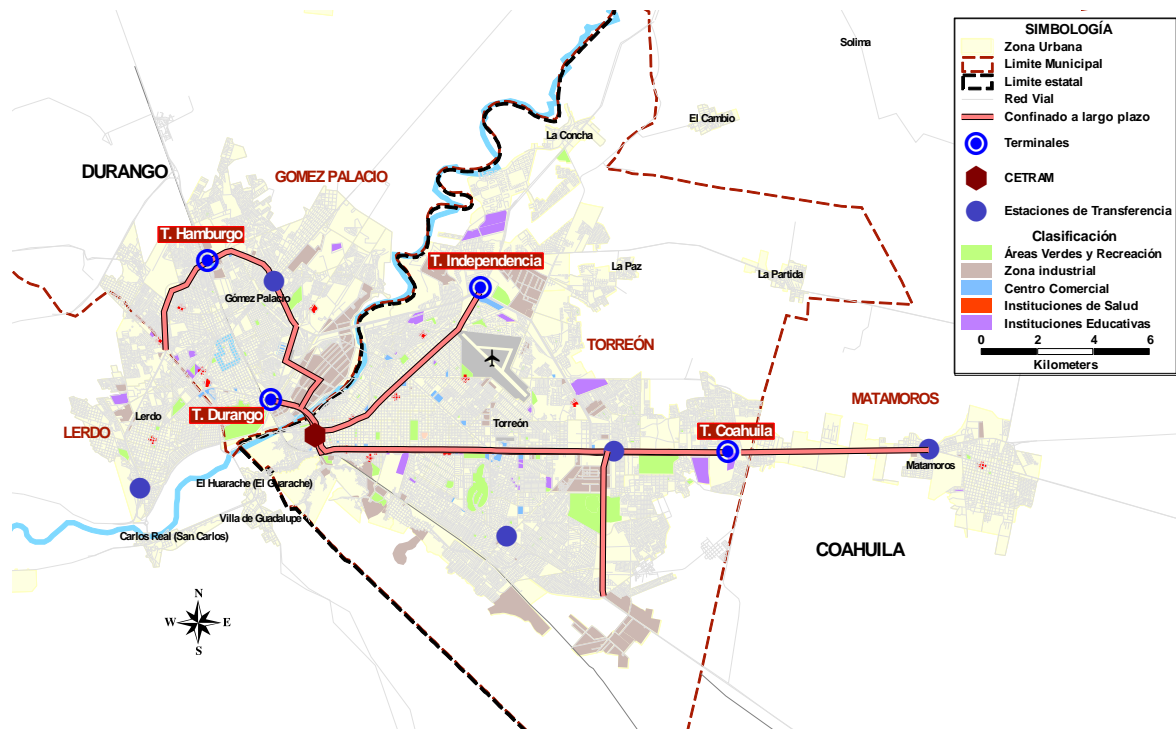 Solima
El Cambio
La Concha
DURANGO
GOMEZ PALACIO
T. Hamburgo
T. Independencia
La Paz
La Partida
Gómez Palacio
TORREÓN
MATAMOROS
T. Durango
Lerdo
LERDO
Torreón
T. Coahuila
Matamoros
El Huarache (El Guarache)
Villa de Guadalupe
Carlos Real (San Carlos)
COAHUILA
N
W
E
S
SIMBOLOGÍA
Zona Urbana
Limite Municipal
Limite estatal
Red Vial
Confinado a largo plazo
Terminales
CETRAM
Estaciones de Transferencia
Clasificación
Áreas Verdes y Recreación
Zona industrial
Centro Comercial
Instituciones de Salud
Instituciones Educativas
0 2 4 6
Kilometers